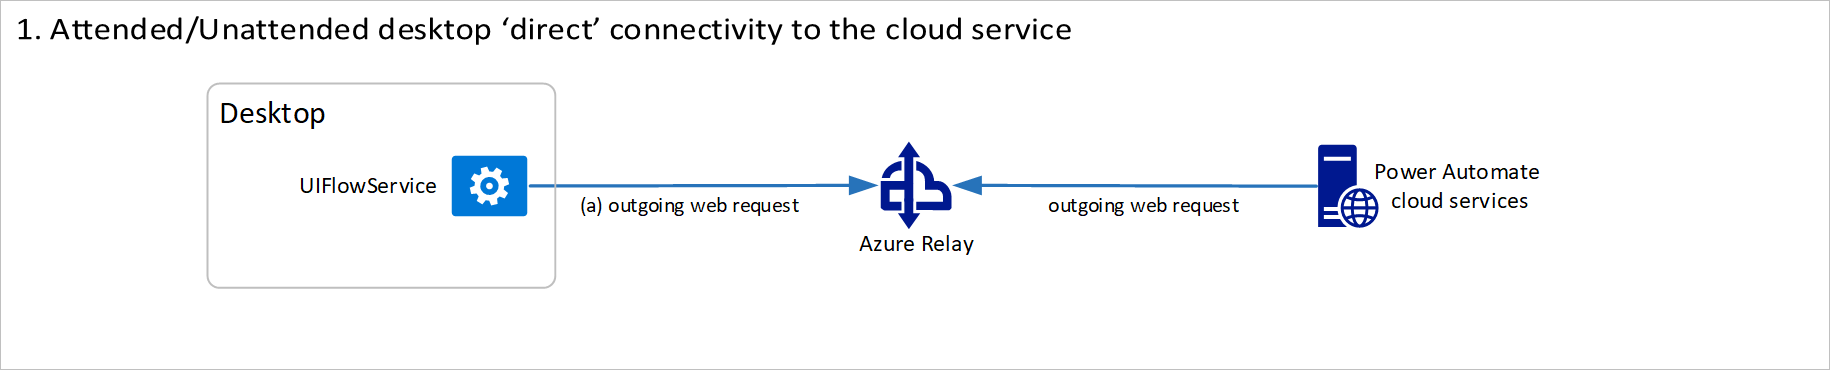 1. Attended/Unattended desktop ‘direct’ connectivity to the cloud service
Desktop
UIFlowService
(a) outgoing web request
Azure Relay
outgoing web request
Power Automate
cloud services